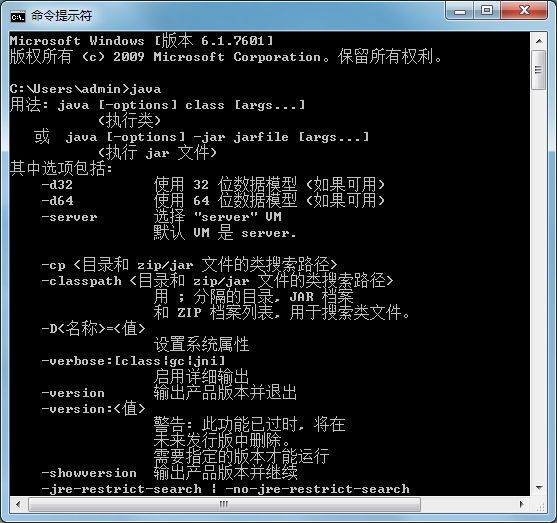 命令提示符
Microsoft Windows [版本 6.1.7601]
版权所有 (c) 2009 Microsoft Corporation。保留所有权利。
C:\Users\admin>java
用法: java [-options] class [args...]
(执行类)
或 java [-options] -jar jarfile [args...]
(执行 jar 文件)
其中选项包括:
-d32 使用 32 位数据模型 (如果可用)
-d64 使用 64 位数据模型 (如果可用)
-server 选择 "server" VM
默认 VM 是 server.
-cp <目录和 zip/jar 文件的类搜索路径>
-classpath <目录和 zip/jar 文件的类搜索路径>
用 ; 分隔的目录, JAR 档案
和 ZIP 档案列表, 用于搜索类文件。
-D<名称>=<值>
设置系统属性
-verbose:[class|gc|jni]
启用详细输出
-version 输出产品版本并退出
-version:<值>
警告: 此功能已过时, 将在
未来发行版中删除。
需要指定的版本才能运行
-showversion 输出产品版本并继续
-jre-restrict-search | -no-jre-restrict-search